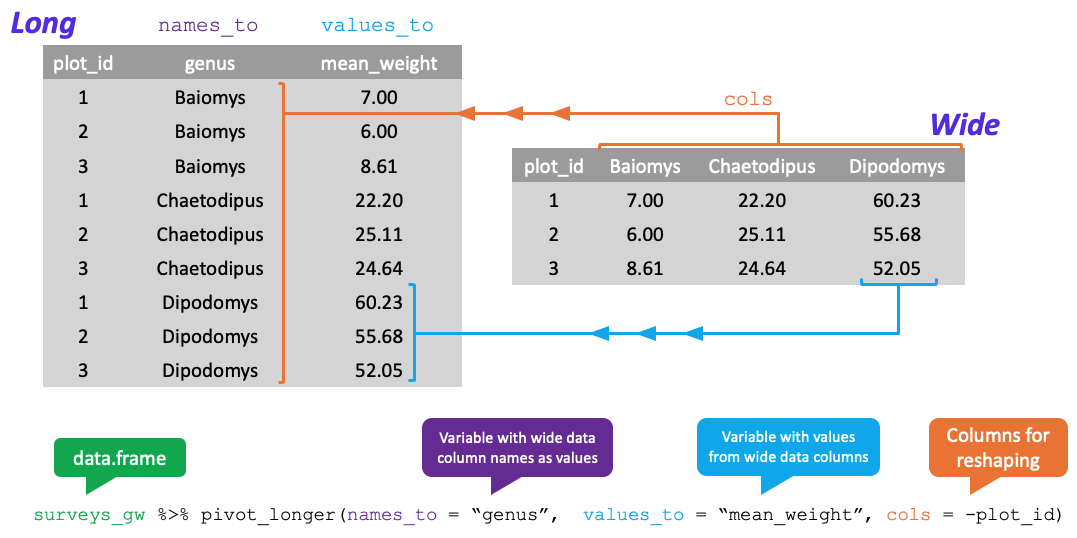 Long names_to values_to
plot_id genus mean_weight
1 Baiomys 7.00
2 Baiomys 6.00
3 Baiomys 8.61
1 Chaetodipus 22.20
2 Chaetodipus 25.11
3 Chaetodipus 24.64
1 Dipodomys 60.23
2 Dipodomys 55.68
3 Dipodomys 52.05
cols
Wide
plot_id Baiomys Chaetodipus Dipodomys
1 7.00 22.20 60.23
2 6.00 25.11 55.68
3 8.61 24.64 52.05
data.frame
Variable with wide data
column names as values
Variable with values
from wide data columns
Columns for
reshaping
surveys_gw %>% pivot_longer(names_to = “genus”, values_to = “mean_weight”, cols = -plot_id)